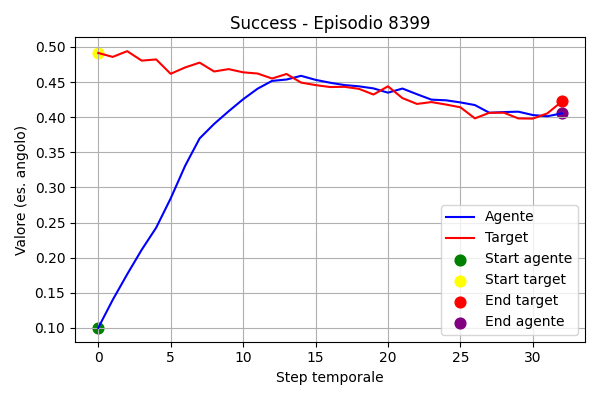 Success - Episodio 8399
Valore (es. angolo)
0.50
0.45
0.40
0.35
0.30
0.25
0.20
0.15
0.10
0
5
10
15
20
25
30
Step temporale
Agente
Target
Start agente
Start target
End target
End agente